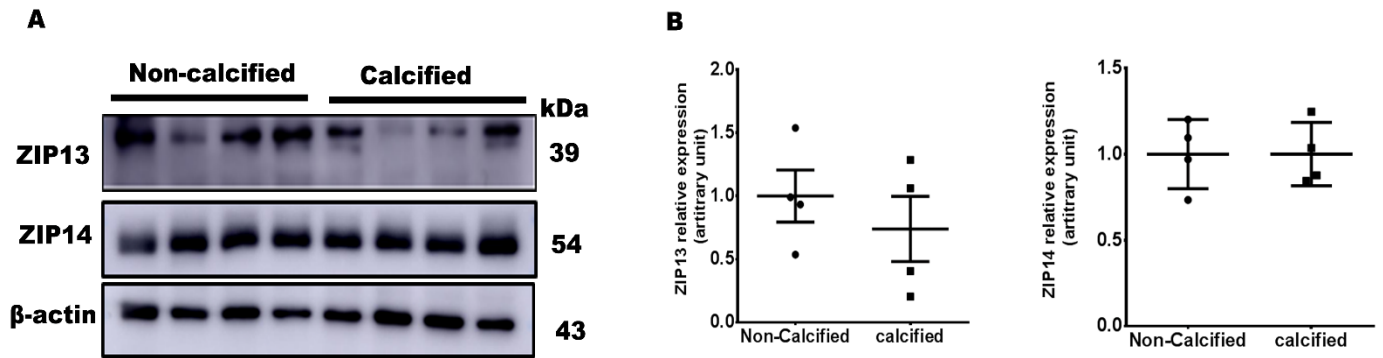 A
Non-calcified
Calcified
kDa
ZIP13
39
ZIP14
54
β-actin
43
B
ZIP13 relative expression
(artitrary unit)
2.0
1.5
1.0
0.5
0.0
Non-Calcified
calcified
ZIP14 relative expression
(artitrary unit)
1.5
1.0
0.5
0.0
Non-Calcified
calcified